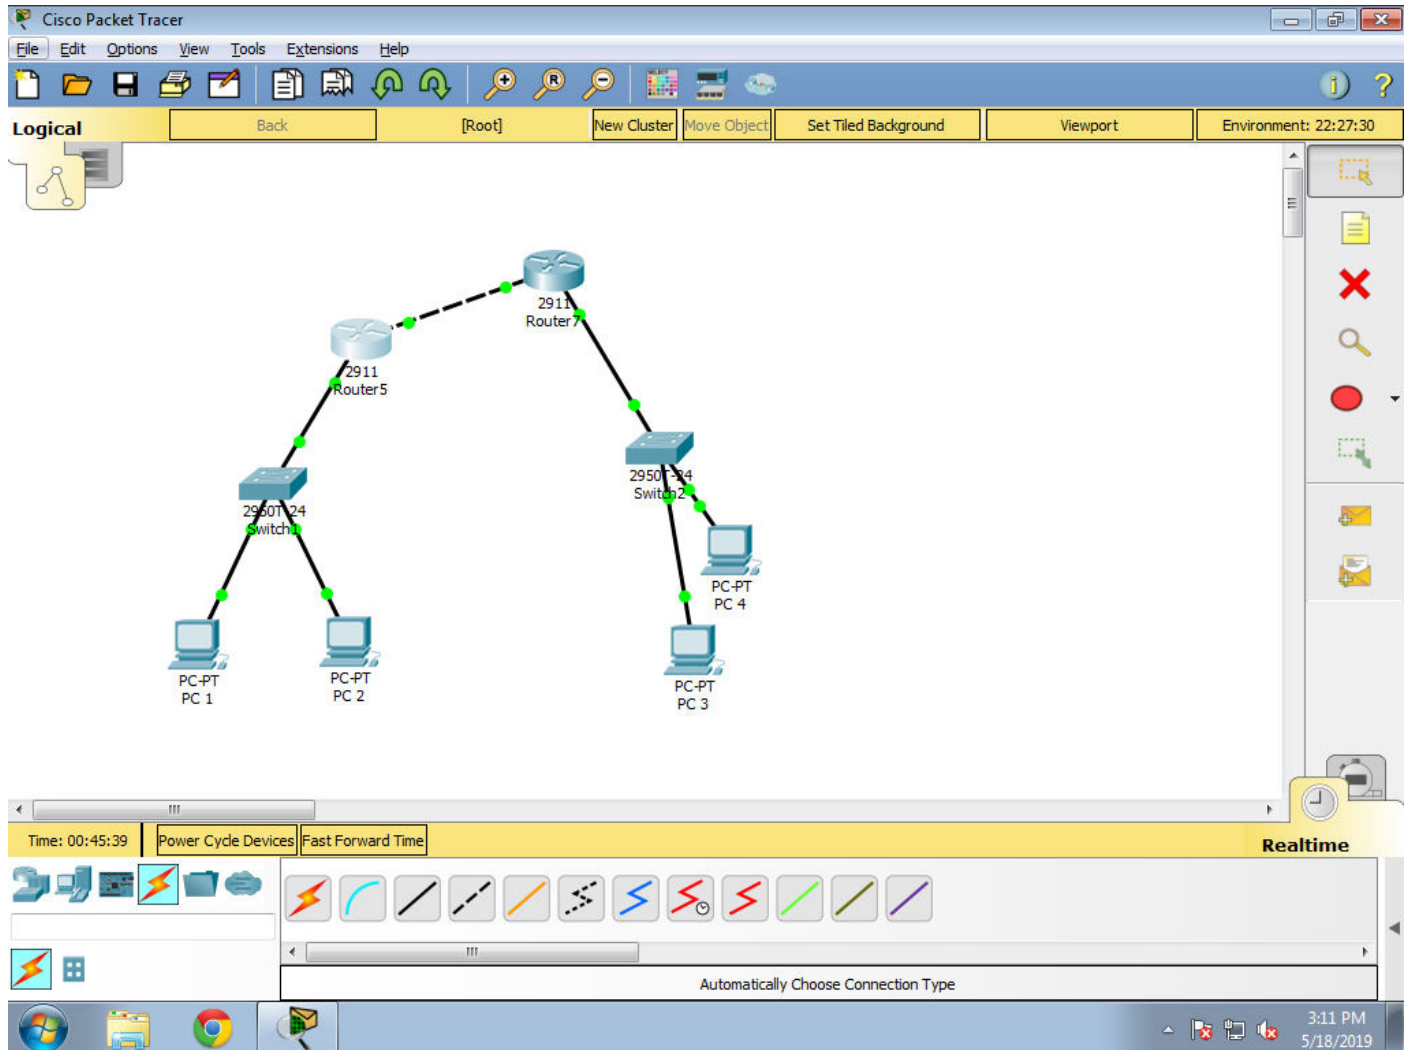 Cisco Packet Tracer
File Edit Options View Tools Extensions Help
Logical
Back
[Root]
New Cluster
Move Object
Set Tiled Background
Viewport
Environment: 22:27:30
2911
Router7
2911
Router5
2950T-24
Switch2
2950T-24
Switch1
PC-PT
PC 4
PC-PT
PC 1
PC-PT
PC 2
PC-PT
PC 3
Time: 00:45:39
Power Cycle Devices
Fast Forward Time
Realtime
Automatically Choose Connection Type
3:11 PM
5/18/2019